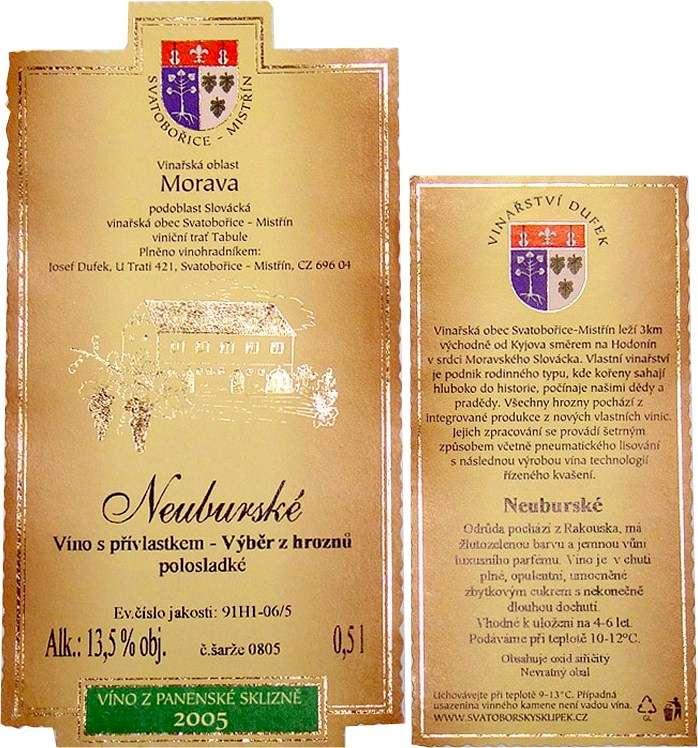 SVATOBOŘICE - MISTŘÍN
Vinařská oblast
Morava
podoblast Slovácká
vinařská obec Svatobořice - Mistřín
viniční trať Tabule
Plněno vinohradníkem:
Josef Dufek, U Trati 421, Svatobořice - Mistřín, CZ 696 04
Neuburské
Víno s přívlastkem - Výběr z hroznů
polosladké
Ev.číslo jakosti: 91H1-06/5
Alk.: 13,5 % obj.
č.šarže 0805
0,5 l
VÍNO Z PANENSKÉ SKLIZNĚ
2005
VINAŘSTVÍ DUFEK
Vinařská obec Svatobořice-Mistřín leží 3km
východně od Kyjova směrem na Hodonín
v srdci Moravského Slovácka. Vlastní vinařství
je podnik rodinného typu, kde kořeny sahají
hluboko do historie, počínaje našimi dědy a
pradědy. Všechny hrozny pochází z
integrované produkce z nových vlastních vinic.
Jejich zpracování se provádí šetrným
způsobem včetně pneumatického lisování
s následnou výrobou vína technologií
řízeného kvašení.
Neuburské
Odrůda pochází z Rakouska, má
žlutozelenou barvu a jemnou vůni
luxusního parfému. Víno je v chuti
plné, opulentní, umocněné
zbytkovým cukrem s nekonečně
dlouhou dochutí.
Vhodné k uložení na 4-6 let.
Podáváme při teplotě 10-12°C.
Obsahuje oxid siřičitý
Nevratný obal
Uchovávejte při teplotě 9-13°C. Případná
usazenina vinného kamene není vadou vína.
WWW.SVATOBORSKYSKLIPEK.CZ
GL